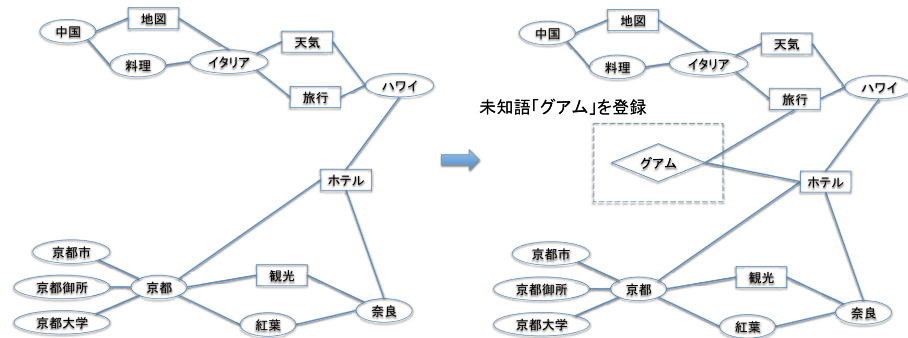 中国
地図
料理
イタリア
天気
旅行
ハワイ
ホテル
京都市
京都御所
京都大学
京都
観光
紅葉
奈良
未知語「グアム」を登録
中国
地図
料理
イタリア
天気
旅行
ハワイ
グアム
ホテル
京都市
京都御所
京都大学
京都
観光
紅葉
奈良